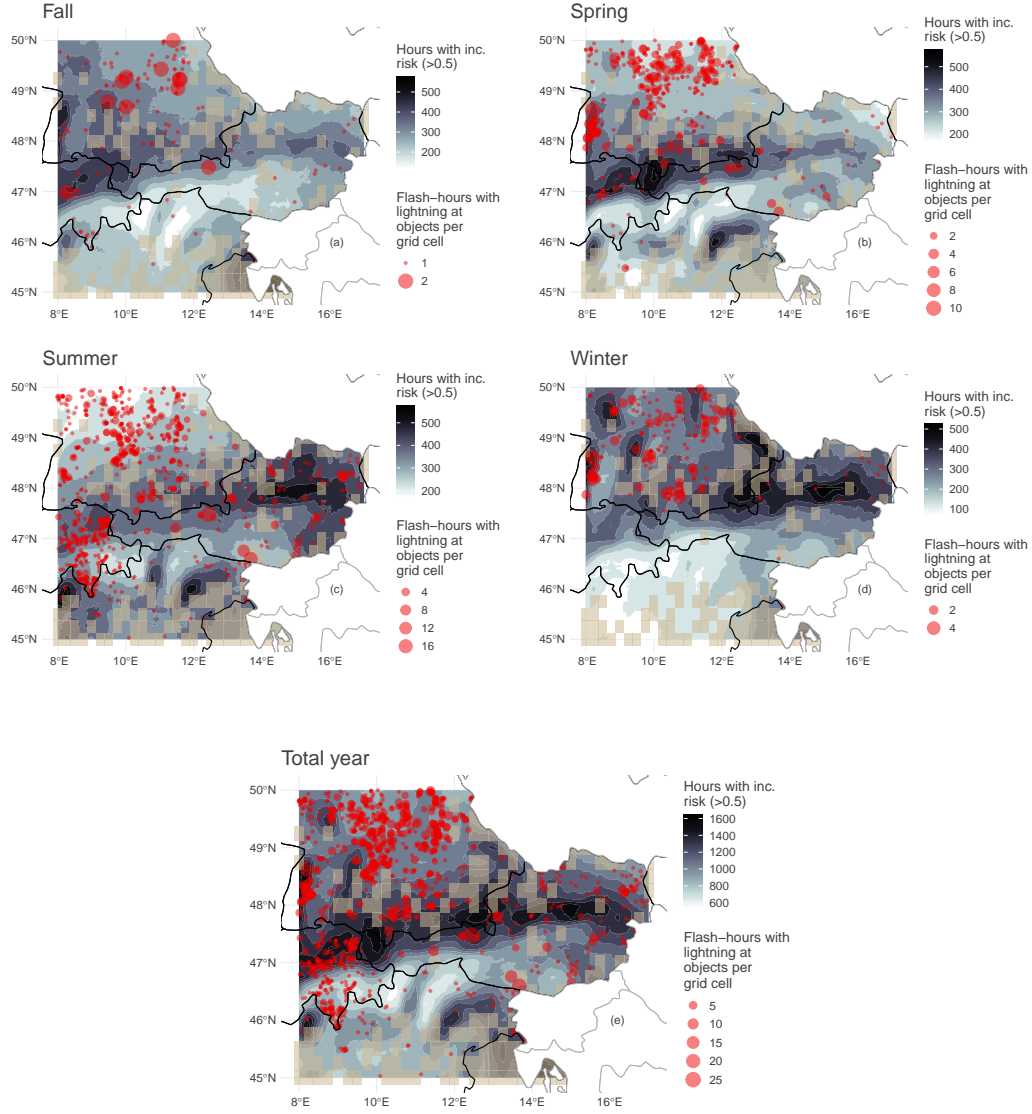 Fall
50°N
49°N
48°N
47°N
46°N
45°N
8°E 10°E 12°E 14°E 16°E
(a)
Hours with inc.
risk (>0.5)
500
400
300
200
Flash−hours with
lightning at
objects per
grid cell
1
2
Spring
50°N
49°N
48°N
47°N
46°N
45°N
8°E 10°E 12°E 14°E 16°E
(b)
Hours with inc.
risk (>0.5)
500
400
300
200
Flash−hours with
lightning at
objects per
grid cell
2
4
6
8
10
Summer
50°N
49°N
48°N
47°N
46°N
45°N
8°E 10°E 12°E 14°E 16°E
(c)
Hours with inc.
risk (>0.5)
500
400
300
200
Flash−hours with
lightning at
objects per
grid cell
4
8
12
16
Winter
50°N
49°N
48°N
47°N
46°N
45°N
8°E 10°E 12°E 14°E 16°E
(d)
Hours with inc.
risk (>0.5)
500
400
300
200
100
Flash−hours with
lightning at
objects per
grid cell
2
4
Total year
50°N
49°N
48°N
47°N
46°N
45°N
8°E 10°E 12°E 14°E 16°E
(e)
Hours with inc.
risk (>0.5)
1600
1400
1200
1000
800
600
Flash−hours with
lightning at
objects per
grid cell
5
10
15
20
25